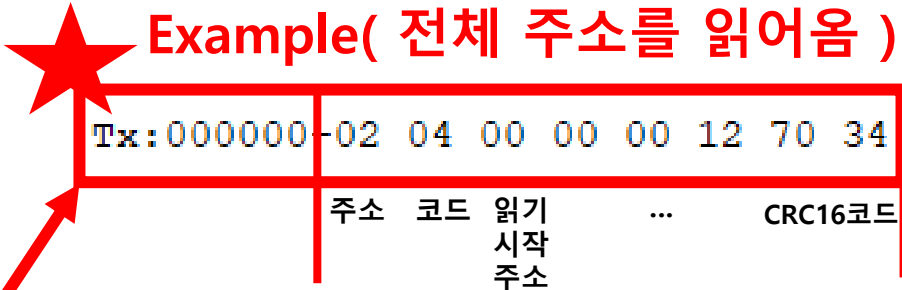 Example( 전체 주소를 읽어옴 )
Tx:000000-02 04 00 00 00 12 70 34
주소 코드 읽기 ... CRC16코드
시작
주소